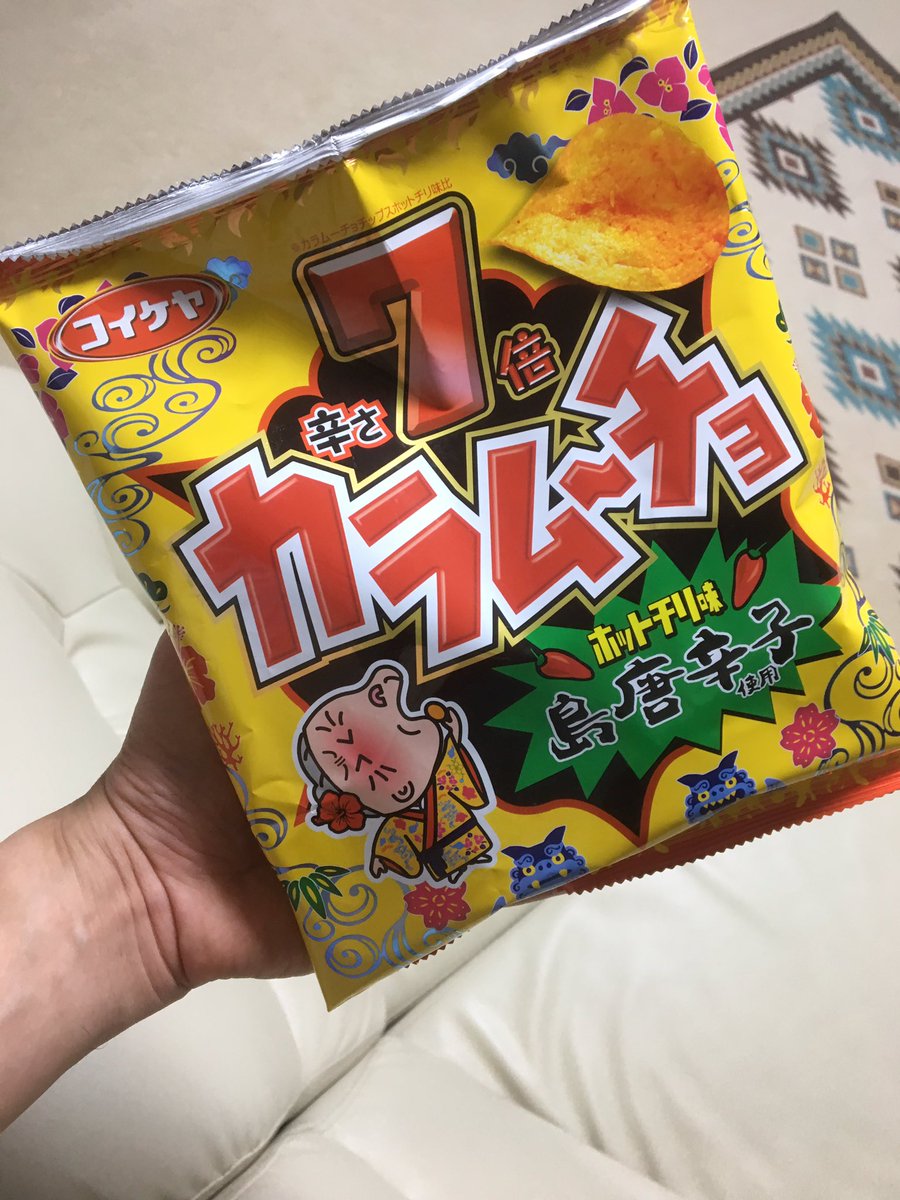 ※カラムーチョチップスホットチリ味比
コイケヤ
辛さ7倍
カラムーチョ
ホットチリ味
島唐辛子
使用